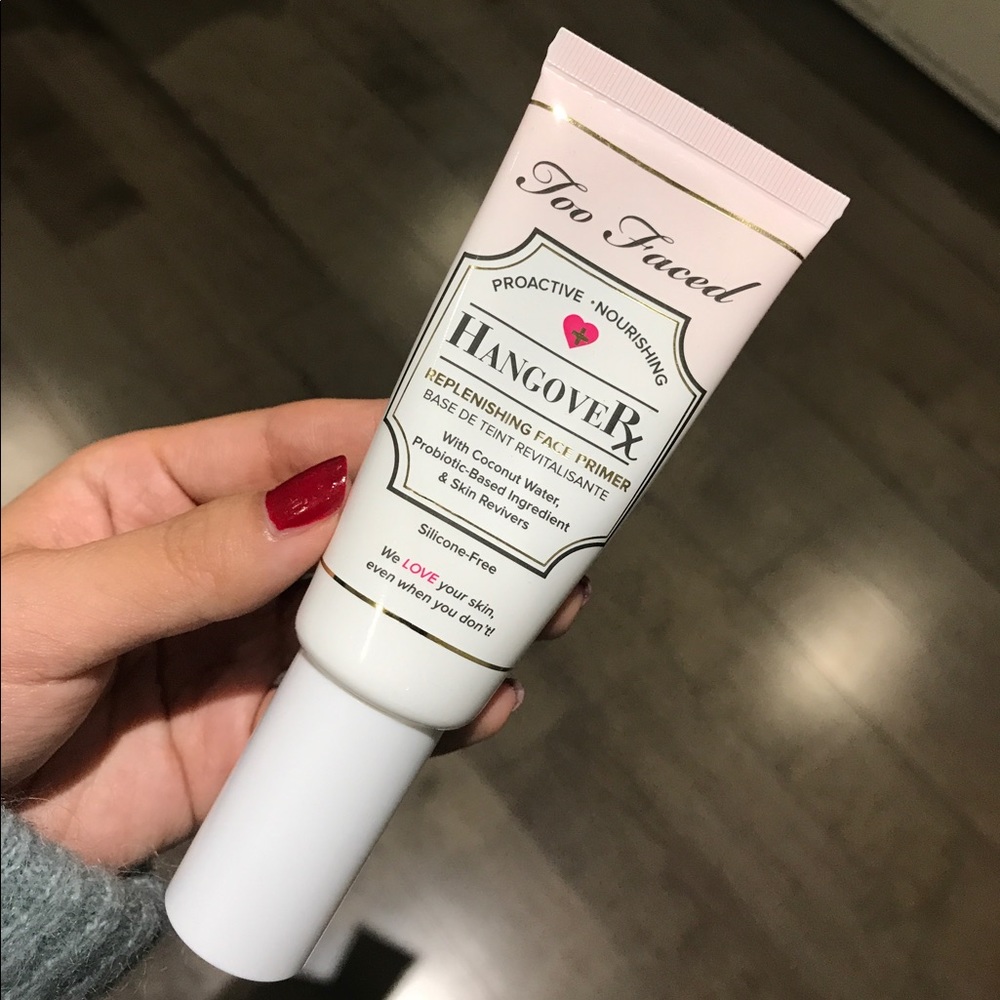 Too Faced
PROACTIVE · NOURISHING
HANGOVERx
REPLENISHING FACE PRIMER
BASE DE TEINT REVITALISANTE
With Coconut Water,
Probiotic-Based Ingredient
& Skin Revivers
Silicone-Free
We LOVE your skin,
even when you don't!